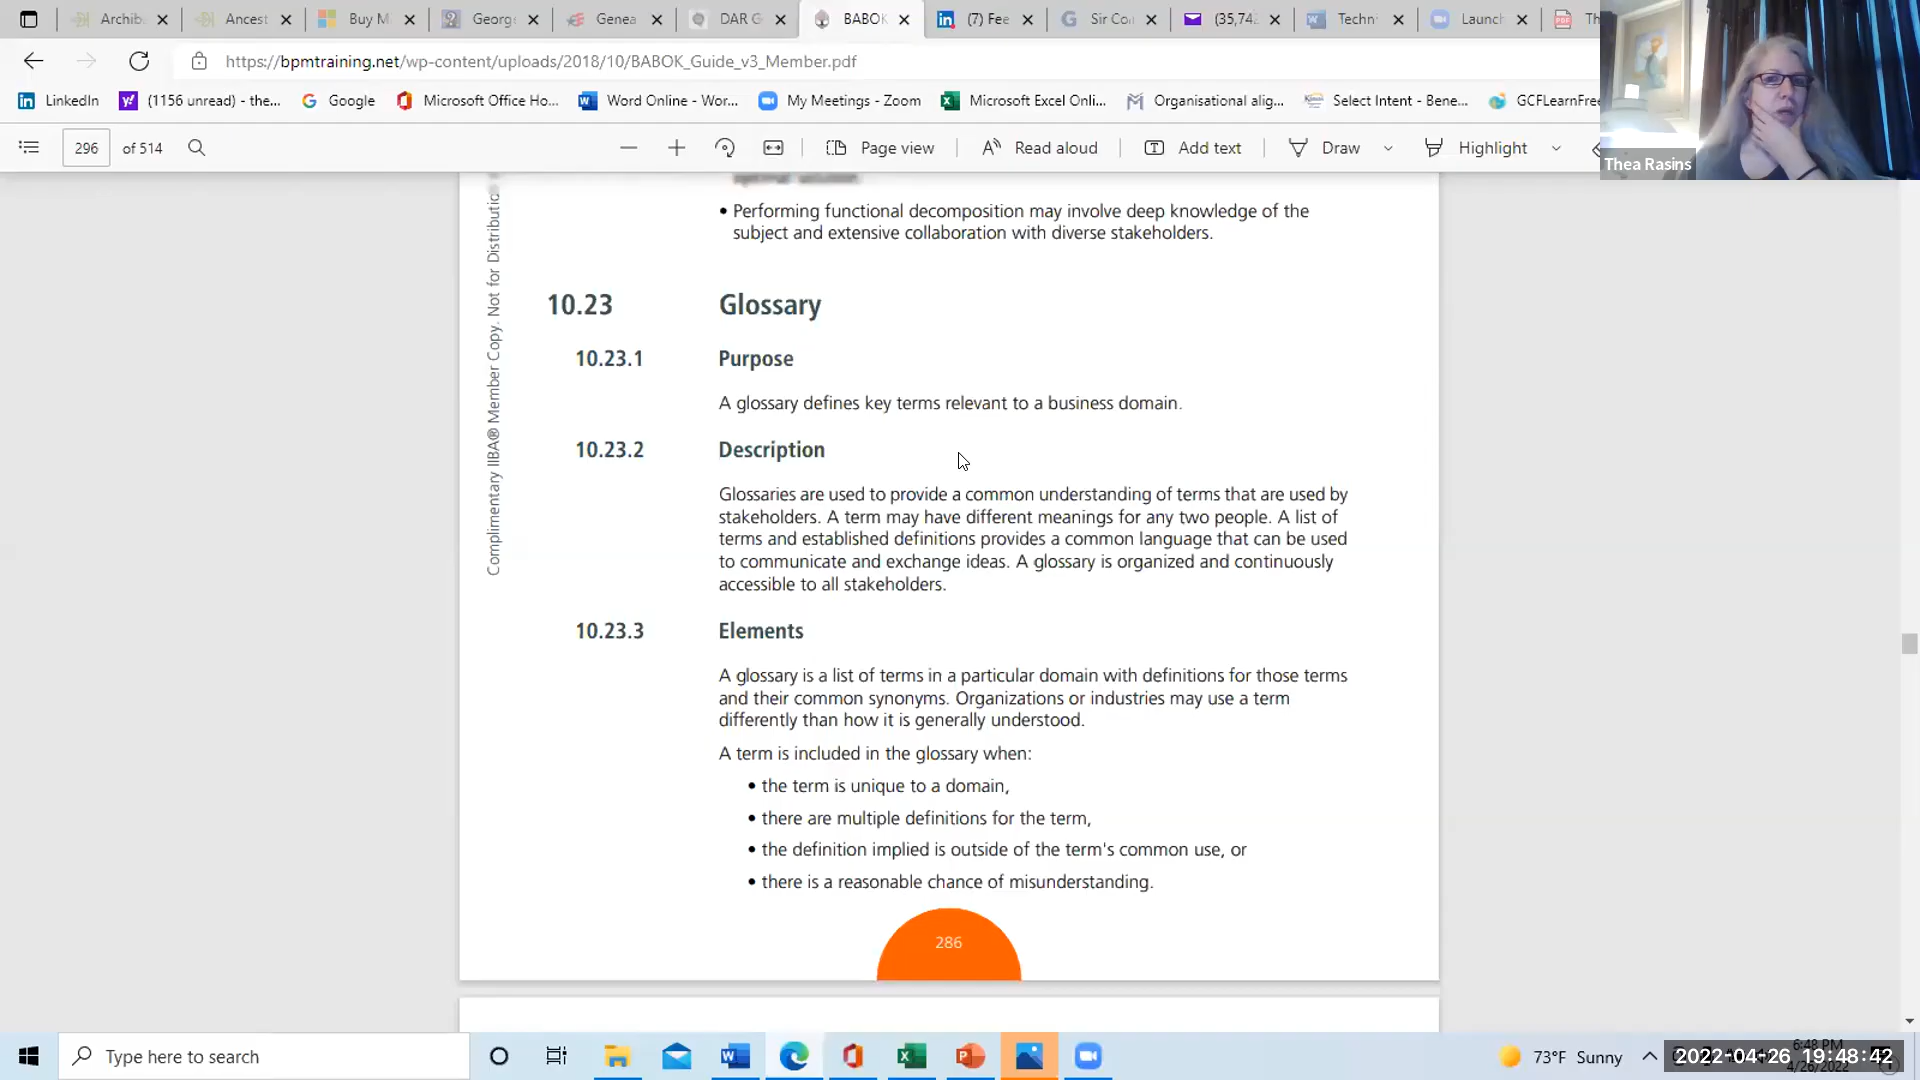 Archib
Ancest
Buy M
Georg
Genea
DAR G
BABOK
(7) Fee
Sir Co
(35,742
Techn
Launch
Th
https://bpmtraining.net/wp-content/uploads/2018/10/BABOK_Guide_v3_Member.pdf
LinkedIn
(1156 unread) - the...
Google
Microsoft Office Ho...
Word Online - Wor...
My Meetings - Zoom
Microsoft Excel Onli...
Organisational alig...
Select Intent - Bene...
GCFLearnFree
296 of 514
Page view
Read aloud
Add text
Draw
Highlight
Thea Rasins
optimal solution.
• Performing functional decomposition may involve deep knowledge of the
subject and extensive collaboration with diverse stakeholders.
Complimentary IIBA® Member Copy. Not for Distributio
10.23 Glossary
10.23.1 Purpose
A glossary defines key terms relevant to a business domain.
10.23.2 Description
Glossaries are used to provide a common understanding of terms that are used by
stakeholders. A term may have different meanings for any two people. A list of
terms and established definitions provides a common language that can be used
to communicate and exchange ideas. A glossary is organized and continuously
accessible to all stakeholders.
10.23.3 Elements
A glossary is a list of terms in a particular domain with definitions for those terms
and their common synonyms. Organizations or industries may use a term
differently than how it is generally understood.
A term is included in the glossary when:
• the term is unique to a domain,
• there are multiple definitions for the term,
• the definition implied is outside of the term's common use, or
• there is a reasonable chance of misunderstanding.
286
Type here to search
73°F Sunny
6:48 PM
4/26/2022
2022-04-26 19:48:42